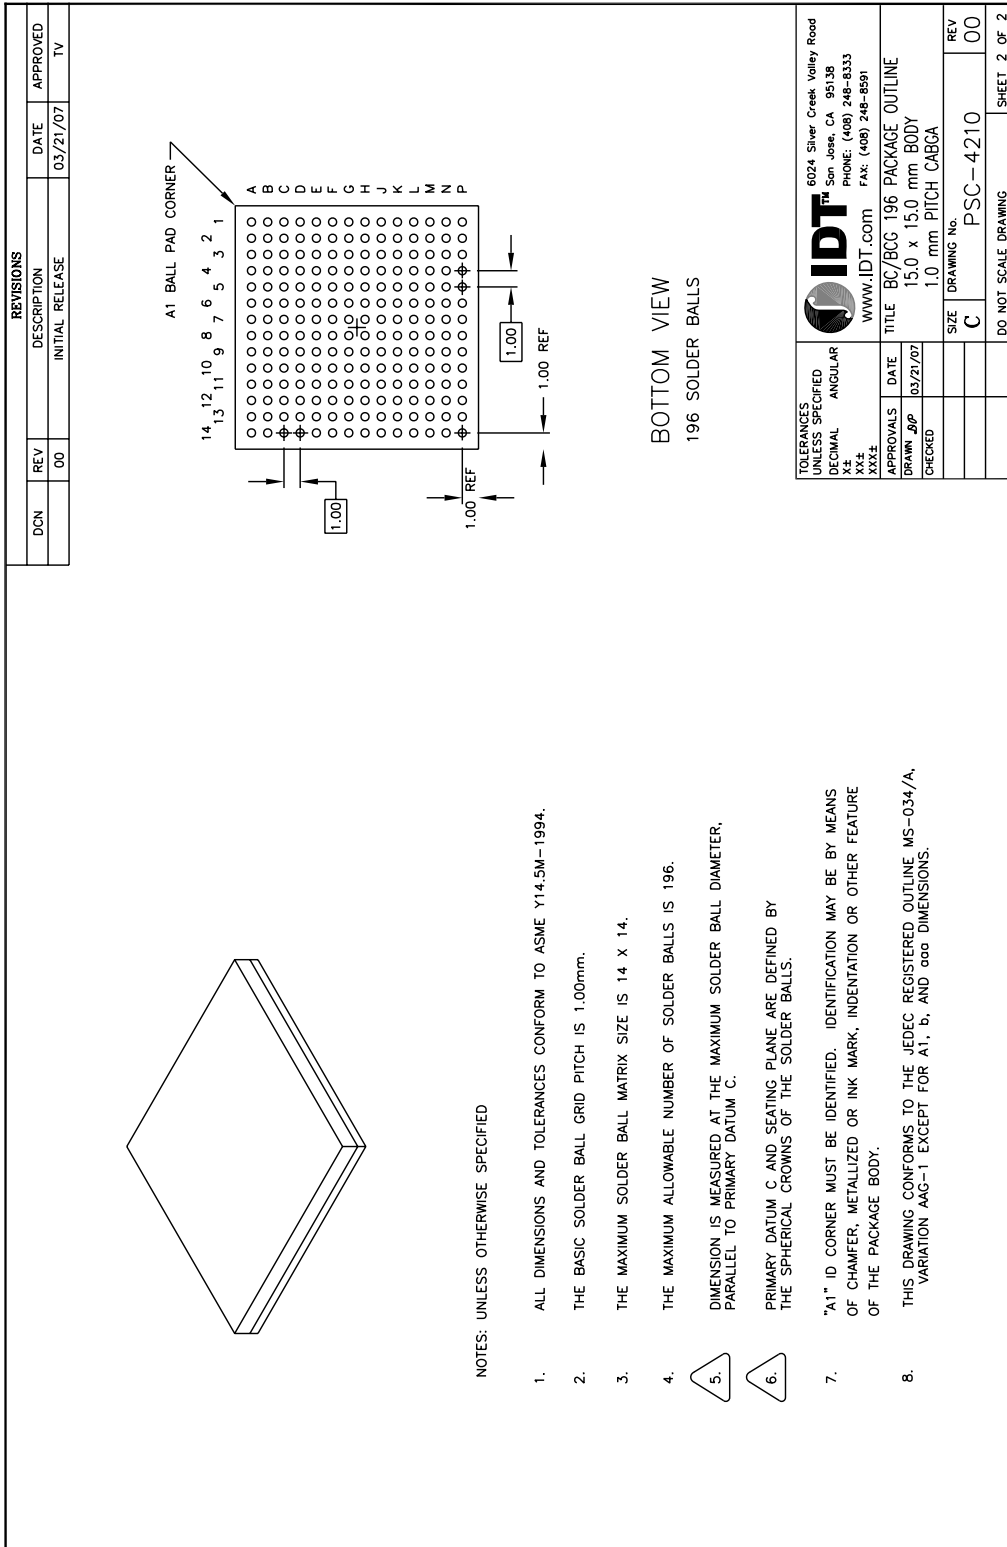 REVISIONS
DCN REV DESCRIPTION DATE APPROVED
00 INITIAL RELEASE 03/21/07 TV
A1 BALL PAD CORNER
14 13 12 11 10 9 8 7 6 5 4 3 2 1
A
B
C
D
E
F
G
H
J
K
L
M
N
P
1.00
1.00 REF
1.00
1.00 REF
BOTTOM VIEW
196 SOLDER BALLS
NOTES: UNLESS OTHERWISE SPECIFIED
1. ALL DIMENSIONS AND TOLERANCES CONFORM TO ASME Y14.5M-1994.
2. THE BASIC SOLDER BALL GRID PITCH IS 1.00mm.
3. THE MAXIMUM SOLDER BALL MATRIX SIZE IS 14 X 14.
4. THE MAXIMUM ALLOWABLE NUMBER OF SOLDER BALLS IS 196.
5. DIMENSION IS MEASURED AT THE MAXIMUM SOLDER BALL DIAMETER,
PARALLEL TO PRIMARY DATUM C.
6. PRIMARY DATUM C AND SEATING PLANE ARE DEFINED BY
THE SPHERICAL CROWNS OF THE SOLDER BALLS.
7. "A1" ID CORNER MUST BE IDENTIFIED. IDENTIFICATION MAY BE BY MEANS
OF CHAMFER, METALLIZED OR INK MARK, INDENTATION OR OTHER FEATURE
OF THE PACKAGE BODY.
8. THIS DRAWING CONFORMS TO THE JEDEC REGISTERED OUTLINE MS-034/A,
VARIATION AAG-1 EXCEPT FOR A1, b, AND aaa DIMENSIONS.
TOLERANCES
UNLESS SPECIFIED
DECIMAL ANGULAR
X±
XX±
XXX±
APPROVALS DATE
DRAWN 03/21/07
CHECKED
IDT™
www.IDT.com
6024 Silver Creek Valley Road
San Jose, CA 95138
PHONE: (408) 248-8333
FAX: (408) 248-8591
TITLE BC/BCG 196 PACKAGE OUTLINE
15.0 x 15.0 mm BODY
1.0 mm PITCH CABGA
SIZE DRAWING No. REV
C PSC-4210 00
DO NOT SCALE DRAWING SHEET 2 OF 2